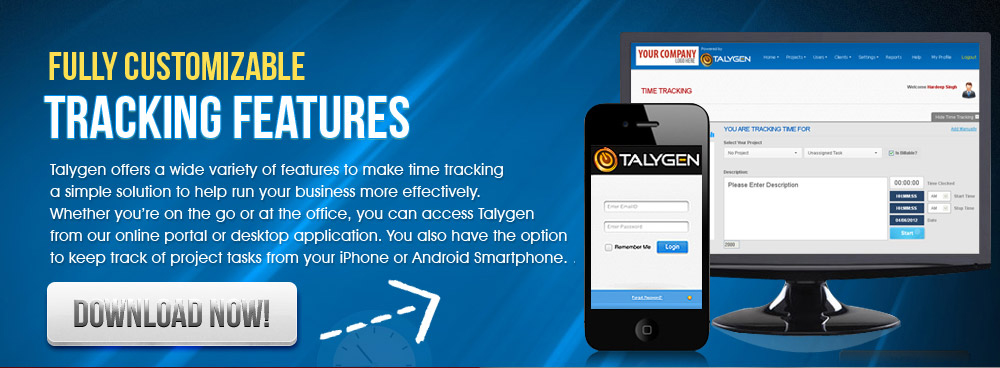 FULLY CUSTOMIZABLE
TRACKING FEATURES
Talygen offers a wide variety of features to make time tracking
a simple solution to help run your business more effectively.
Whether you're on the go or at the office, you can access Talygen
from our online portal or desktop application. You also have the option
to keep track of project tasks from your iPhone or Android Smartphone.
DOWNLOAD NOW!
TALYGEN
Enter EmailID
Enter Password
Remember Me Login
Forgot Password?
YOUR COMPANY
LOGO HERE
Powered by
TALYGEN
Home Projects Users Clients Settings Reports Help My Profile Logout
TIME TRACKING
Welcome Hardeep Singh
Hide Time Tracking
YOU ARE TRACKING TIME FOR
Add Manually
Select Your Project
No Project Unassigned Task Is Billable?
Description:
Please Enter Description
00:00:00 Time Clocked
HH:MM:SS AM Start Time
HH:MM:SS AM Stop Time
04/06/2012 Date
Start
2000